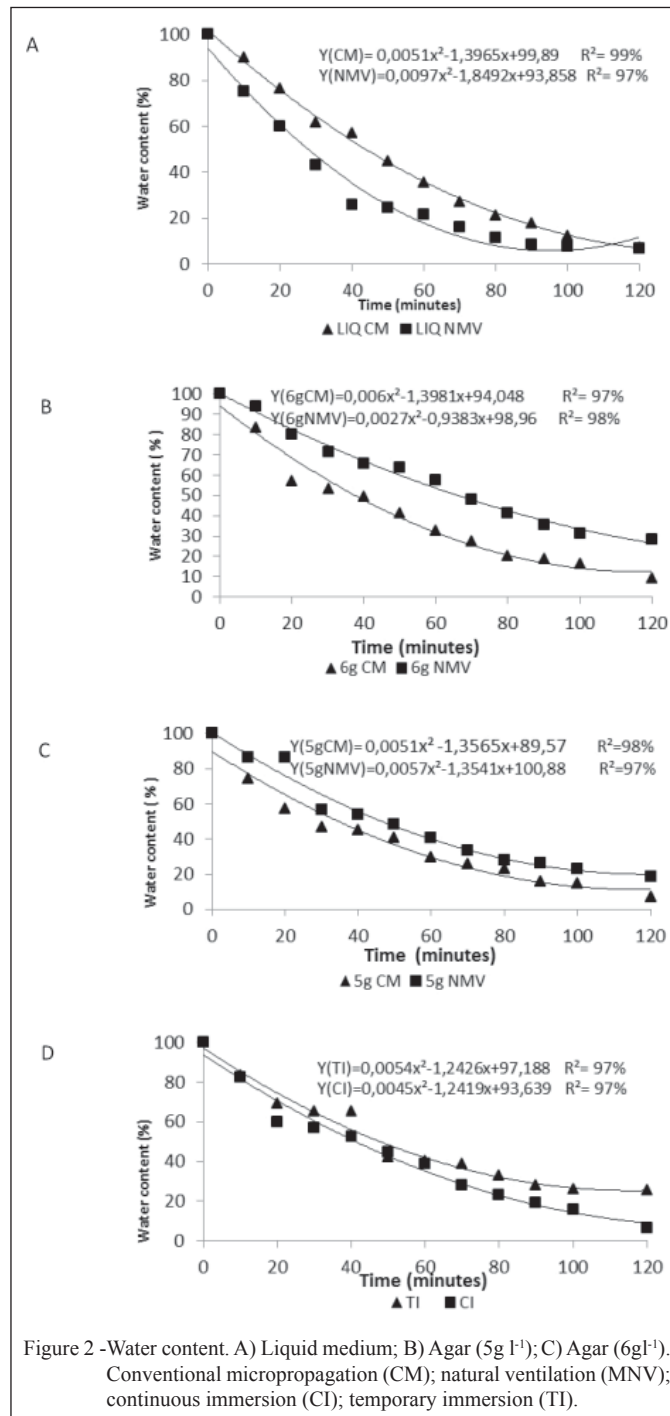 A
Y(CM)= 0,0051x²-1,3965x+99,89 R²= 99%
Y(NMV)=0,0097x²-1,8492x+93,858 R²= 97%
Water content (%)
100
80
60
40
20
0
0 20 40 60 80 100 120
Time (minutes)
▲ LIQ CM ■ LIQ NMV
B
Y(6gCM)=0,006x²-1,3981x+94,048 R²= 97%
Y(6gNMV)=0,0027x²-0,9383x+98,96 R²= 98%
Water content ( % )
100
90
80
70
60
50
40
30
20
10
0
0 20 40 60 80 100 120
Time (minutes)
▲ 6g CM ■ 6g NMV
C
Y(5gCM)= 0,0051x² -1,3565x+89,57 R²=98%
Y(5gNMV)=0,0057x²-1,3541x+100,88 R²=97%
Water content ( % )
100
80
60
40
20
0
0 20 40 60 80 100 120
Time (minutes)
▲ 5g CM ■ 5g NMV
D
Y(TI)=0,0054x²-1,2426x+97,188 R²= 97%
Y(CI)=0,0045x²-1,2419x+93,639 R²= 97%
Water content (%)
100
80
60
40
20
0
0 20 40 60 80 100 120
Time (minutes)
▲ TI ■ CI
Figure 2 -Water content. A) Liquid medium; B) Agar (5g l⁻¹); C) Agar (6gl⁻¹).
Conventional micropropagation (CM); natural ventilation (MNV);
continuous immersion (CI); temporary immersion (TI).